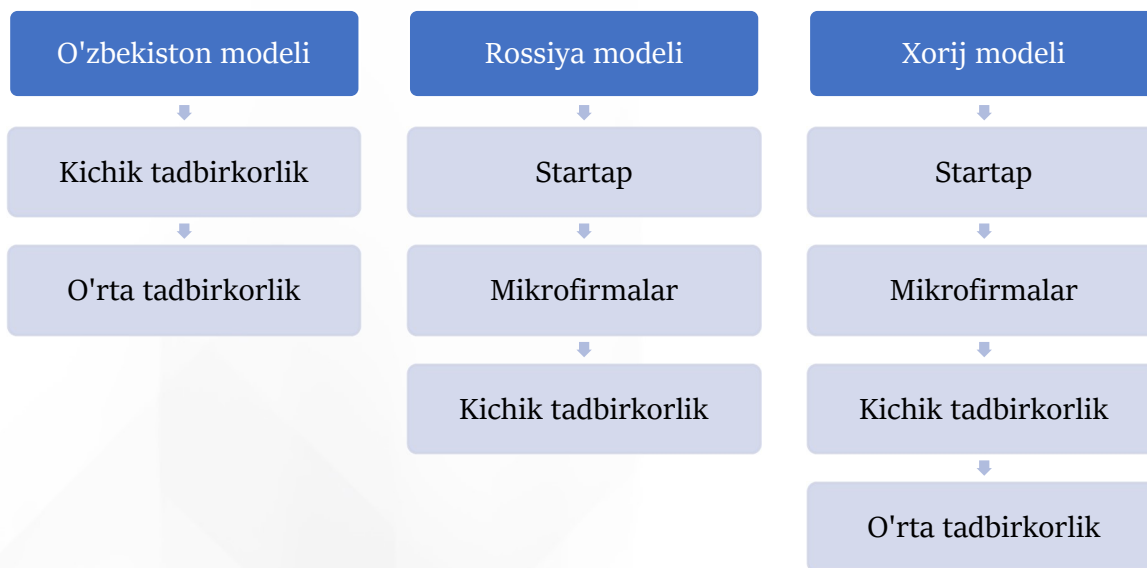 O'zbekiston modeli
Kichik tadbirkorlik
O'rta tadbirkorlik
Rossiya modeli
Startap
Mikrofirmalar
Kichik tadbirkorlik
Xorij modeli
Startap
Mikrofirmalar
Kichik tadbirkorlik
O'rta tadbirkorlik